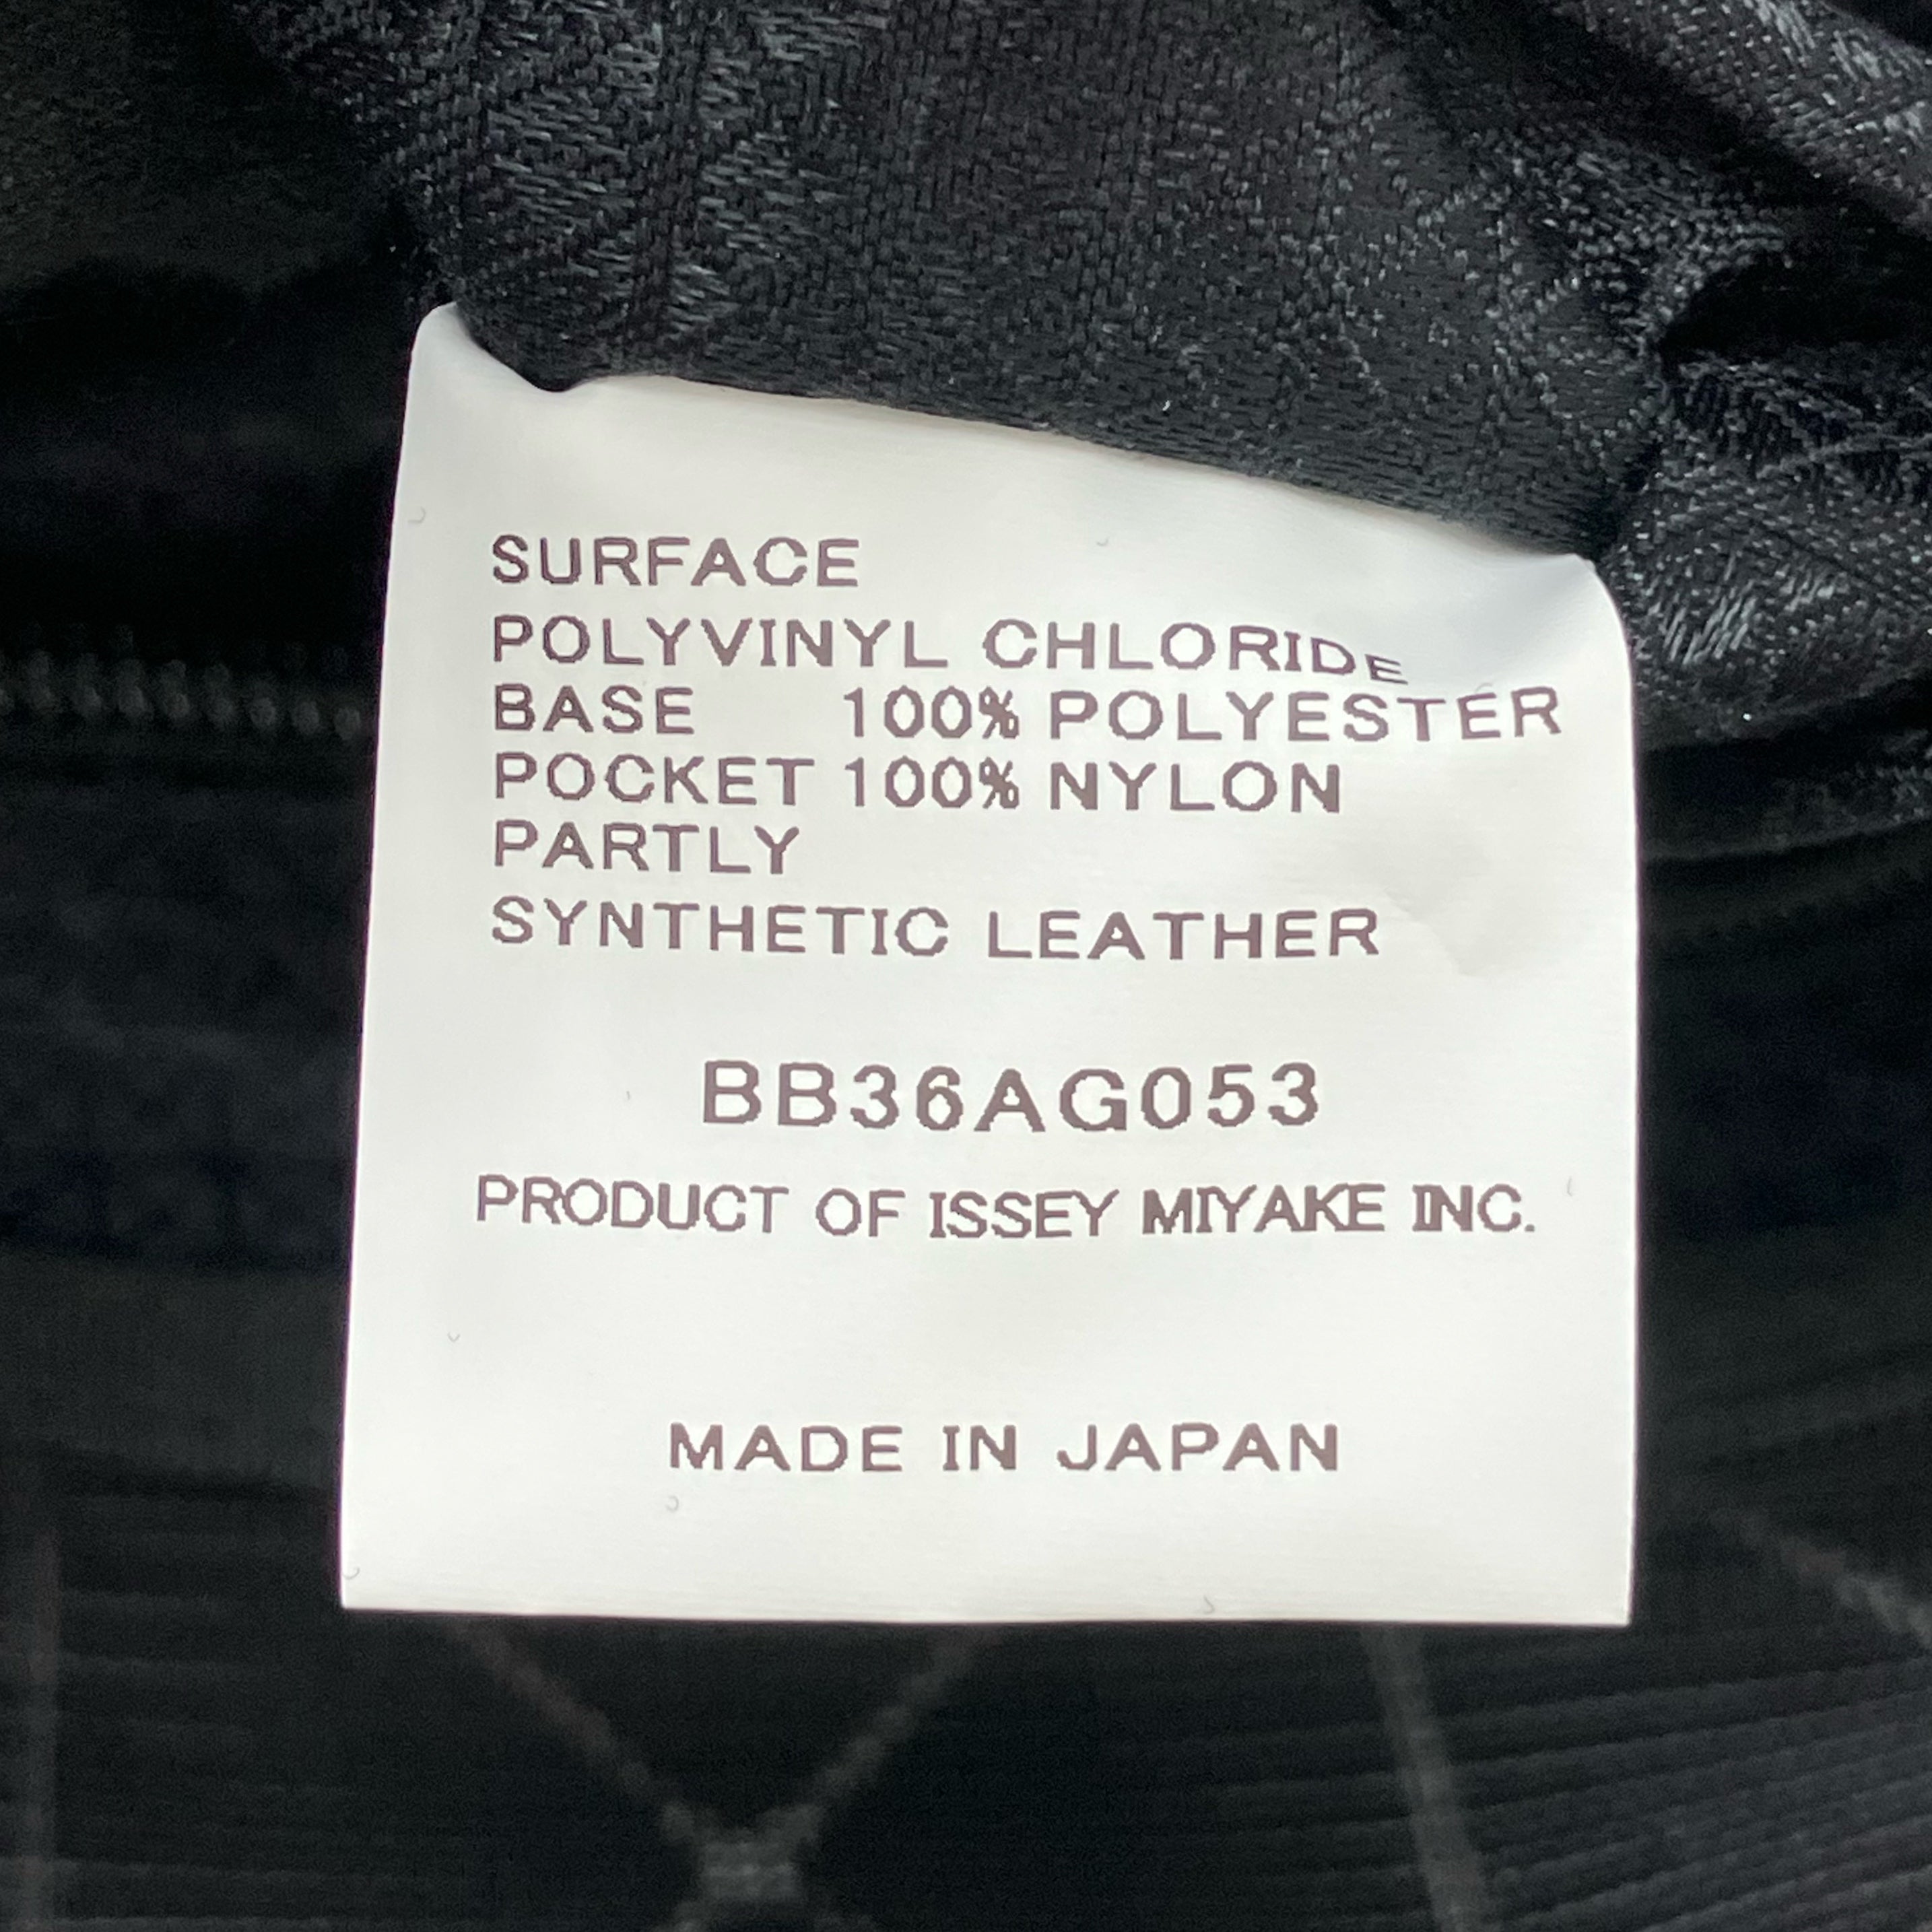 SURFACE
POLYVINYL CHLORIDE
BASE 100% POLYESTER
POCKET 100% NYLON
PARTLY
SYNTHETIC LEATHER
BB36AG053
PRODUCT OF ISSEY MIYAKE INC.
MADE IN JAPAN